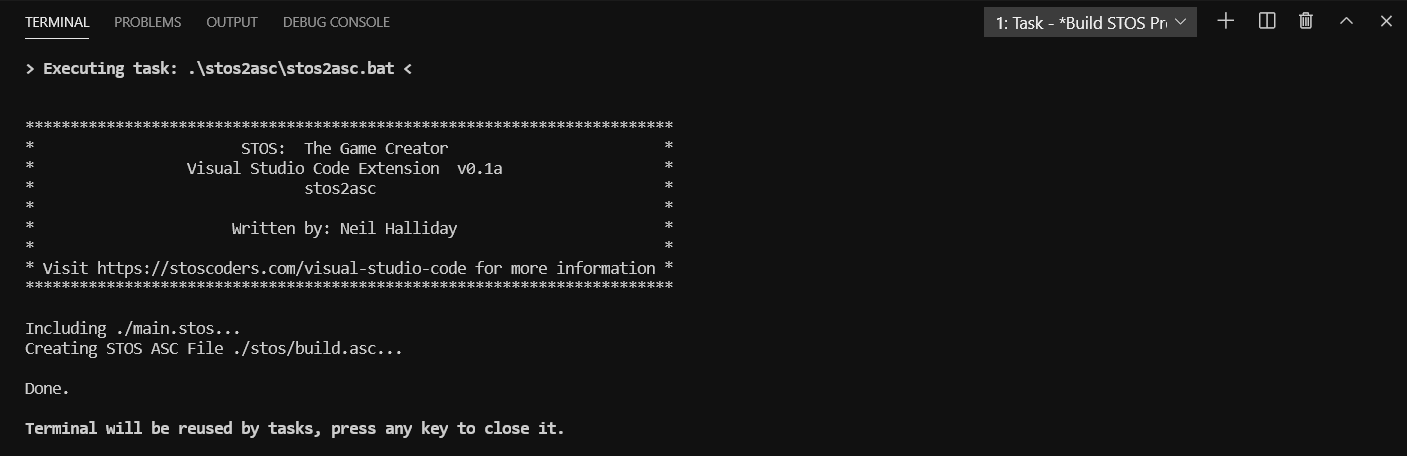 TERMINAL PROBLEMS OUTPUT DEBUG CONSOLE 1: Task - *Build STOS Pr
> Executing task: .\stos2asc\stos2asc.bat <
************************************************************************
* STOS: The Game Creator *
* Visual Studio Code Extension v0.1a *
* stos2asc *
* *
* Written by: Neil Halliday *
* *
* Visit https://stoscoders.com/visual-studio-code for more information *
************************************************************************
Including ./main.stos...
Creating STOS ASC File ./stos/build.asc...
Done.
Terminal will be reused by tasks, press any key to close it.